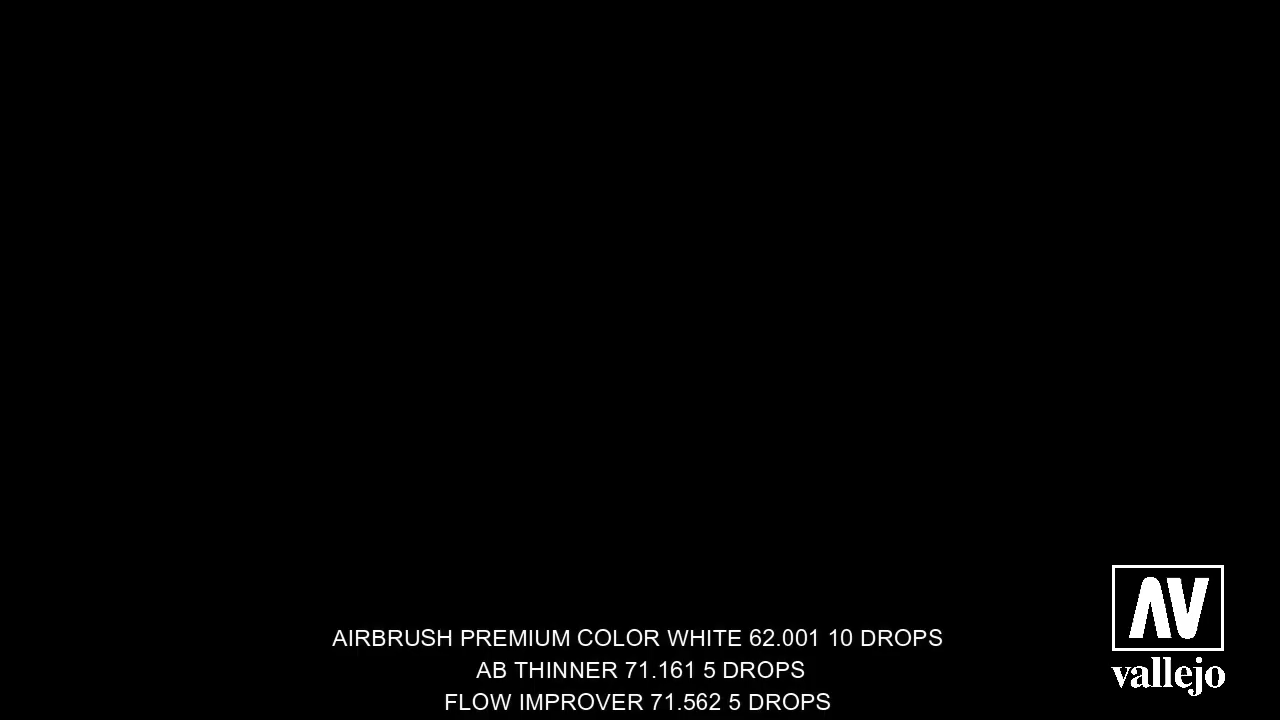 AIRBRUSH PREMIUM COLOR WHITE 62.001 10 DROPS
AB THINNER 71.161 5 DROPS
FLOW IMPROVER 71.562 5 DROPS
AV
vallejo